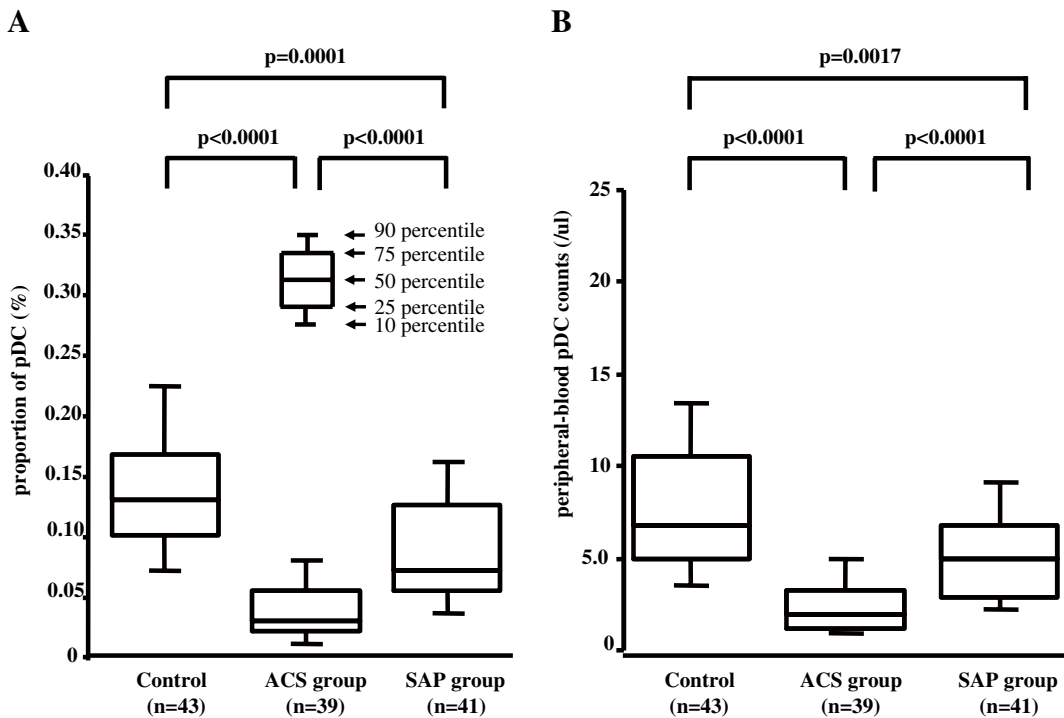 A
p=0.0001
p<0.0001 p<0.0001
0.40
0.35
0.30
0.25
0.20
0.15
0.10
0.05
0
proportion of pDC (%)
90 percentile
75 percentile
50 percentile
25 percentile
10 percentile
Control ACS group SAP group
(n=43) (n=39) (n=41)
B
p=0.0017
p<0.0001 p<0.0001
25
20
15
10
5.0
0
peripheral-blood pDC counts (/ul)
Control ACS group SAP group
(n=43) (n=39) (n=41)